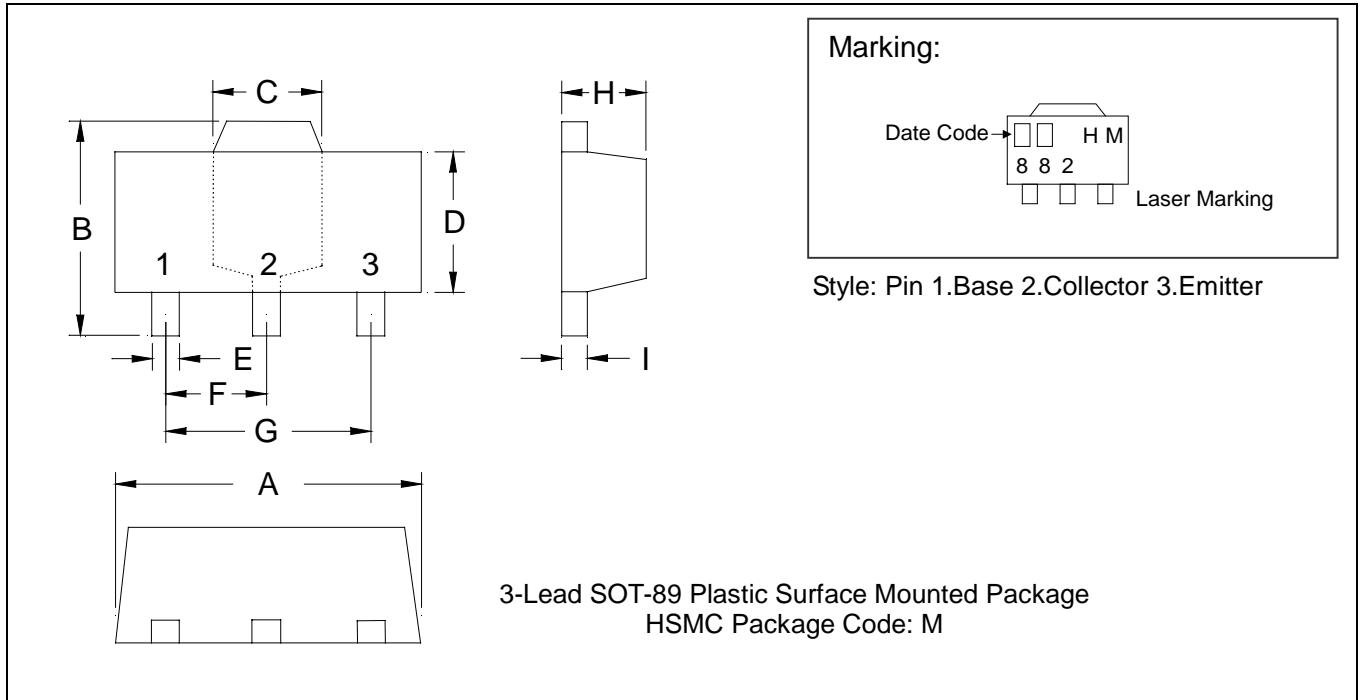 Marking:
Date Code
H M
8 8 2
Laser Marking
Style: Pin 1.Base 2.Collector 3.Emitter
C
H
B
D
1 2 3
E
I
F
G
A
3-Lead SOT-89 Plastic Surface Mounted Package
HSMC Package Code: M